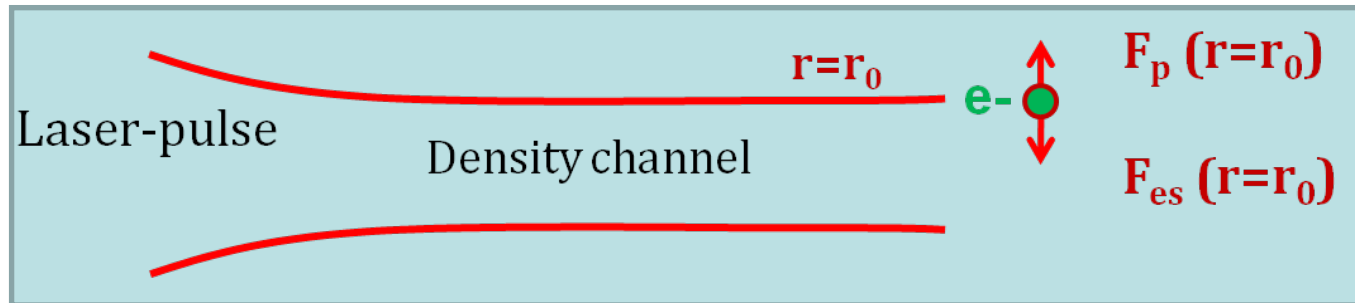 r=r₀
Fₚ (r=r₀)
e-
Laser-pulse
Density channel
Fₑₛ (r=r₀)